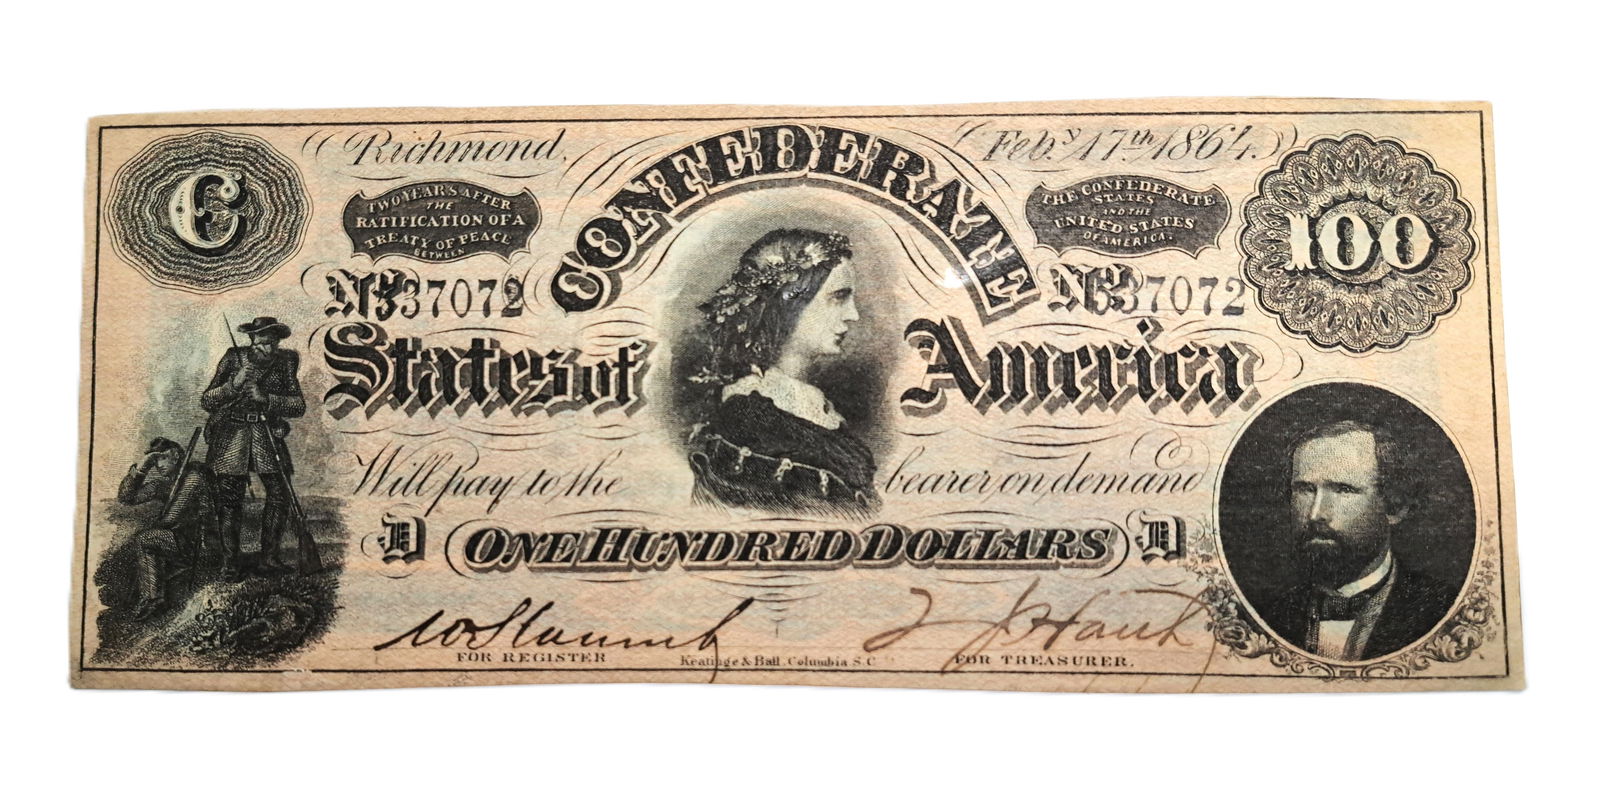 C
Richmond,
Feby. 17th. 1864.
TWO YEARS AFTER
THE
RATIFICATION OF A
TREATY OF PEACE
BETWEEN
THE CONFEDERATE
STATES
AND THE
UNITED STATES
OF AMERICA.
100
CONFEDERATE
No 37072
No 37072
States of America
Will pay to the bearer on demand
D ONE HUNDRED DOLLARS D
FOR REGISTER
Keatinge & Ball, Columbia S.C
FOR TREASURER.